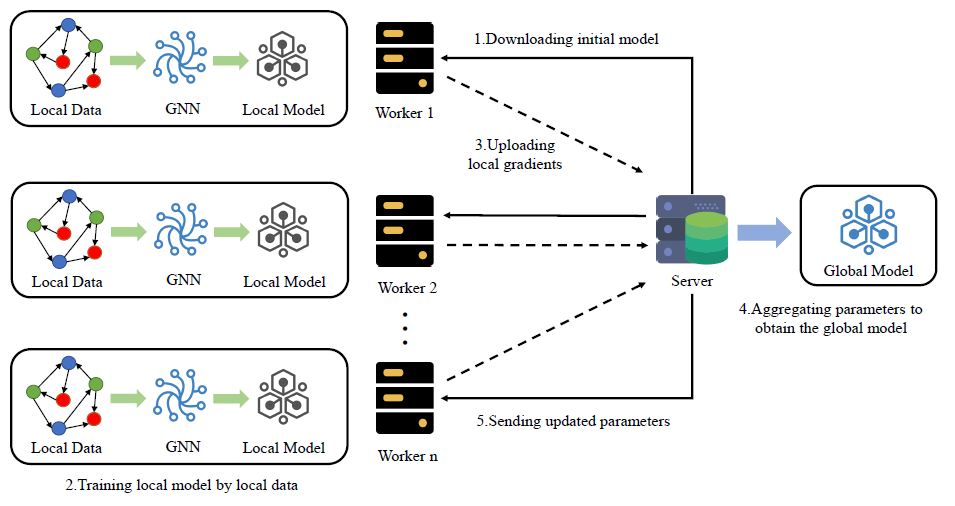 1.Downloading initial model
Local Data
GNN
Local Model
Worker 1
3.Uploading
local gradients
Local Data
GNN
Local Model
Worker 2
Server
Global Model
4.Aggregating parameters to
obtain the global model
Local Data
GNN
Local Model
Worker n
5.Sending updated parameters
2.Training local model by local data